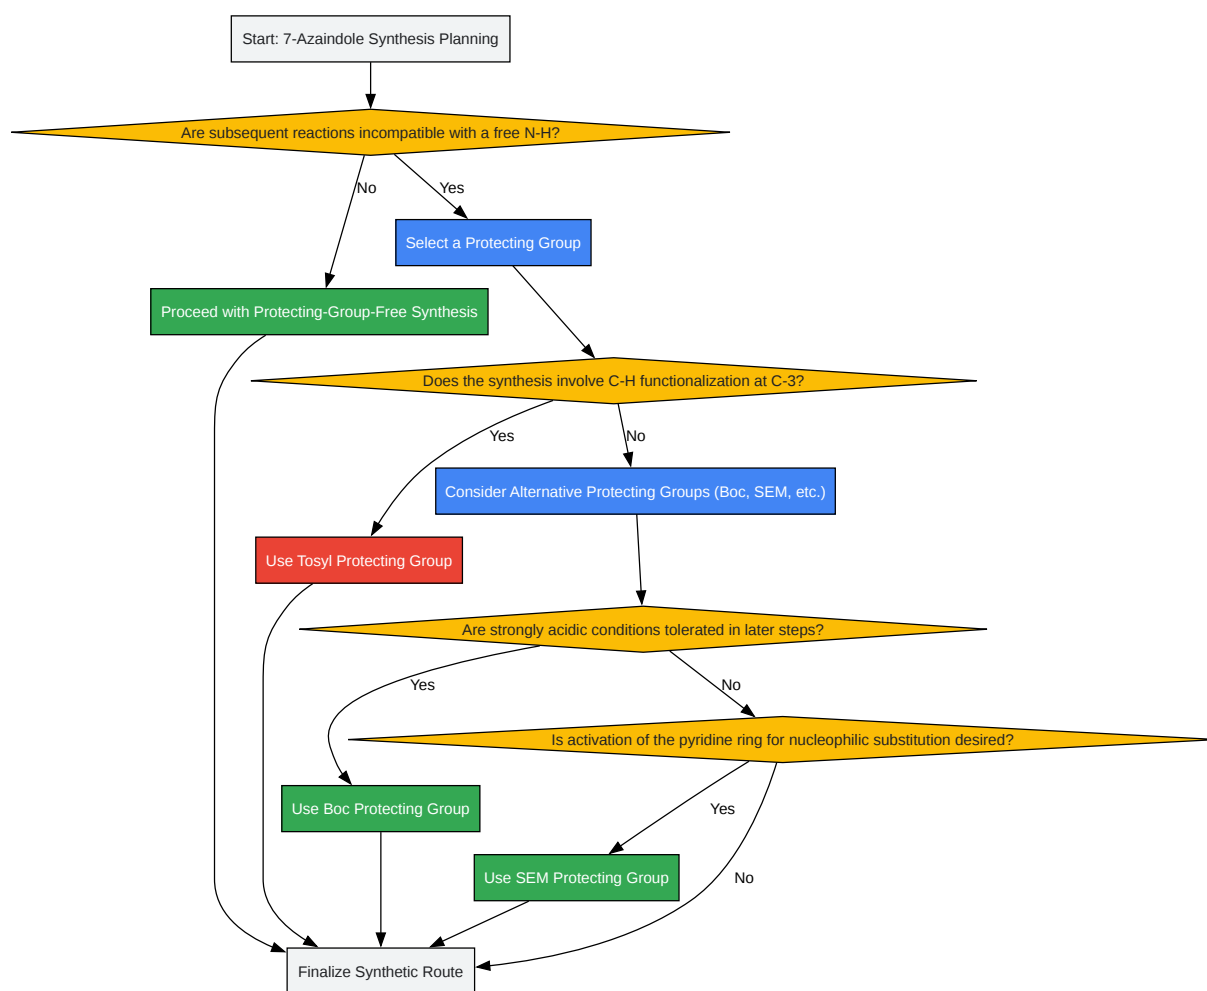 Start: 7-Azaindole Synthesis Planning
Are subsequent reactions incompatible with a free N-H?
No
Yes
Select a Protecting Group
Proceed with Protecting-Group-Free Synthesis
Does the synthesis involve C-H functionalization at C-3?
Yes
No
Consider Alternative Protecting Groups (Boc, SEM, etc.)
Use Tosyl Protecting Group
Are strongly acidic conditions tolerated in later steps?
Yes
No
Is activation of the pyridine ring for nucleophilic substitution desired?
Use Boc Protecting Group
Yes
Use SEM Protecting Group
No
Finalize Synthetic Route